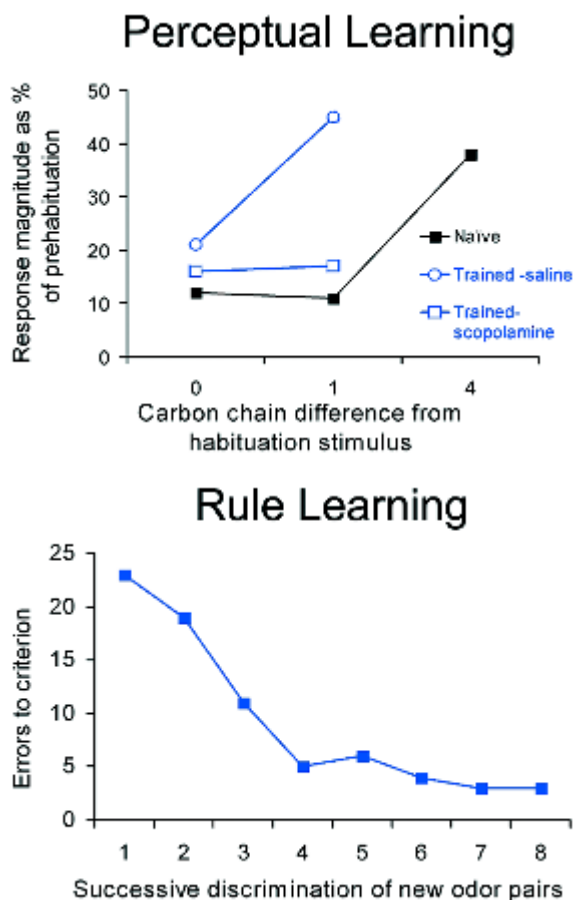 Perceptual Learning
Response magnitude as %
of prehabituation
50
40
30
20
10
0
Naïve
Trained -saline
Trained-
scopolamine
0 1 4
Carbon chain difference from
habituation stimulus
Rule Learning
Errors to criterion
25
20
15
10
5
0
1 2 3 4 5 6 7 8
Successive discrimination of new odor pairs